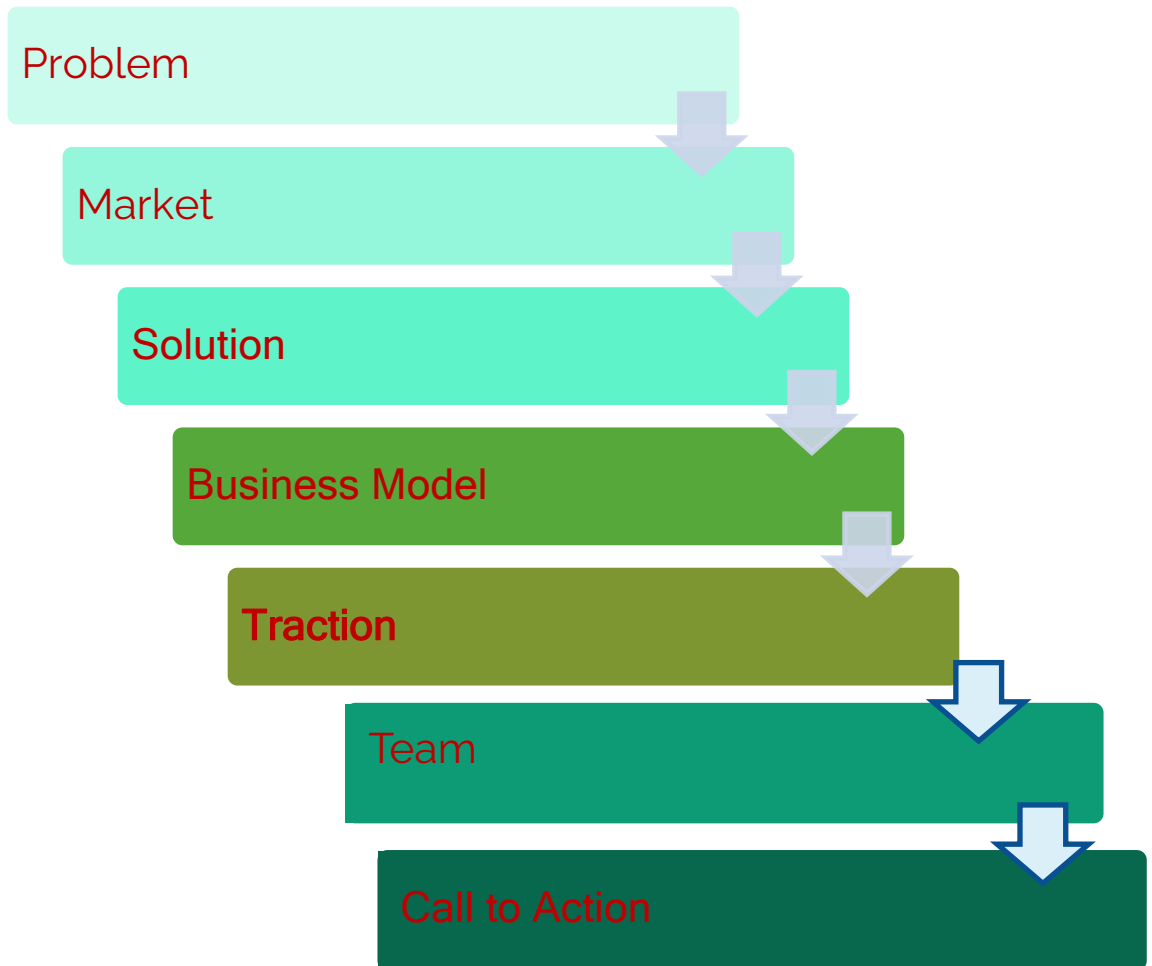 Problem
Market
Solution
Business Model
Traction
Team
Call to Action